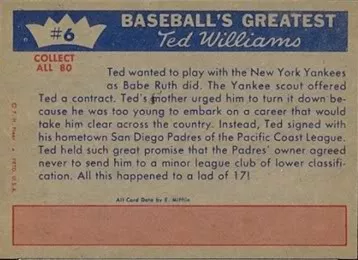 #6
BASEBALL'S GREATEST
Ted Williams
COLLECT
ALL 80
Ted wanted to play with the New York Yankees
as Babe Ruth did. The Yankee scout offered
Ted a contract. Ted's mother urged him to turn it down be-
cause he was too young to embark on a career that would
take him clear across the country. Instead, Ted signed with
his hometown San Diego Padres of the Pacific Coast League.
Ted held such great promise that the Padres' owner agreed
never to send him to a minor league club of lower classifi-
cation. All this happened to a lad of 17!
All Card Data by E. Mifflin